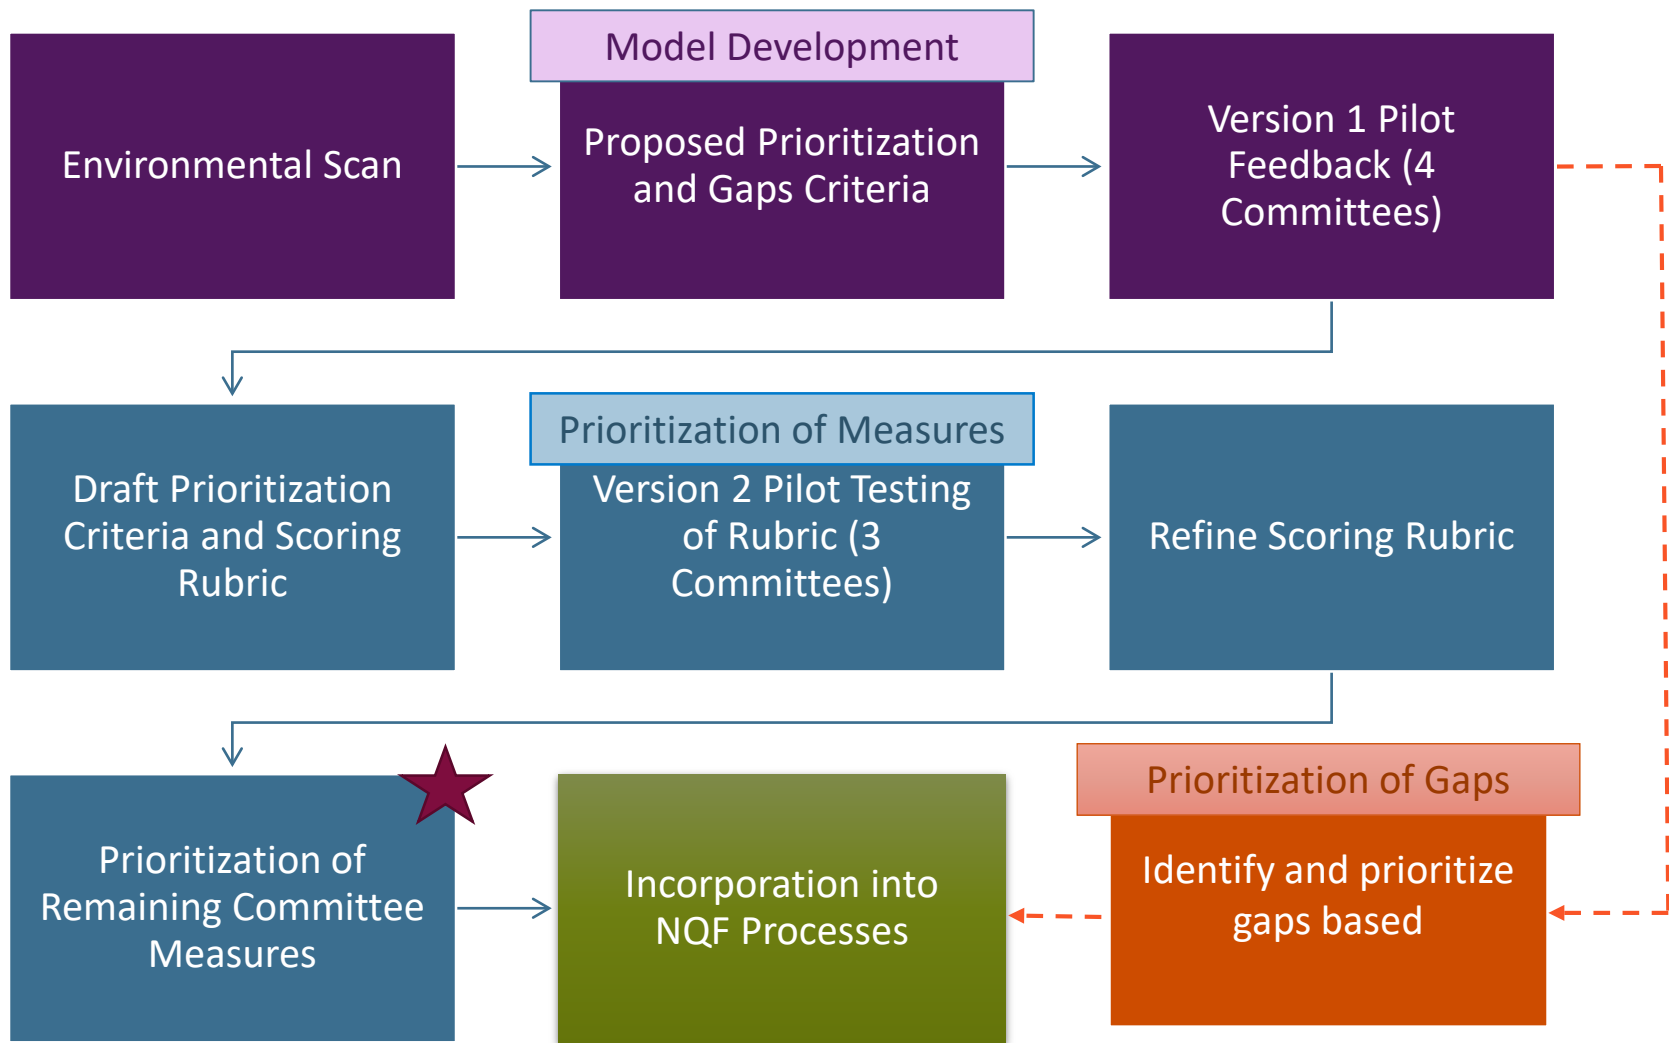 Model Development
Environmental Scan
Proposed Prioritization
and Gaps Criteria
Version 1 Pilot
Feedback (4
Committees)
Prioritization of Measures
Draft Prioritization
Criteria and Scoring
Rubric
Version 2 Pilot Testing
of Rubric (3
Committees)
Refine Scoring Rubric
Prioritization of
Remaining Committee
Measures
Incorporation into
NQF Processes
Prioritization of Gaps
Identify and prioritize
gaps based